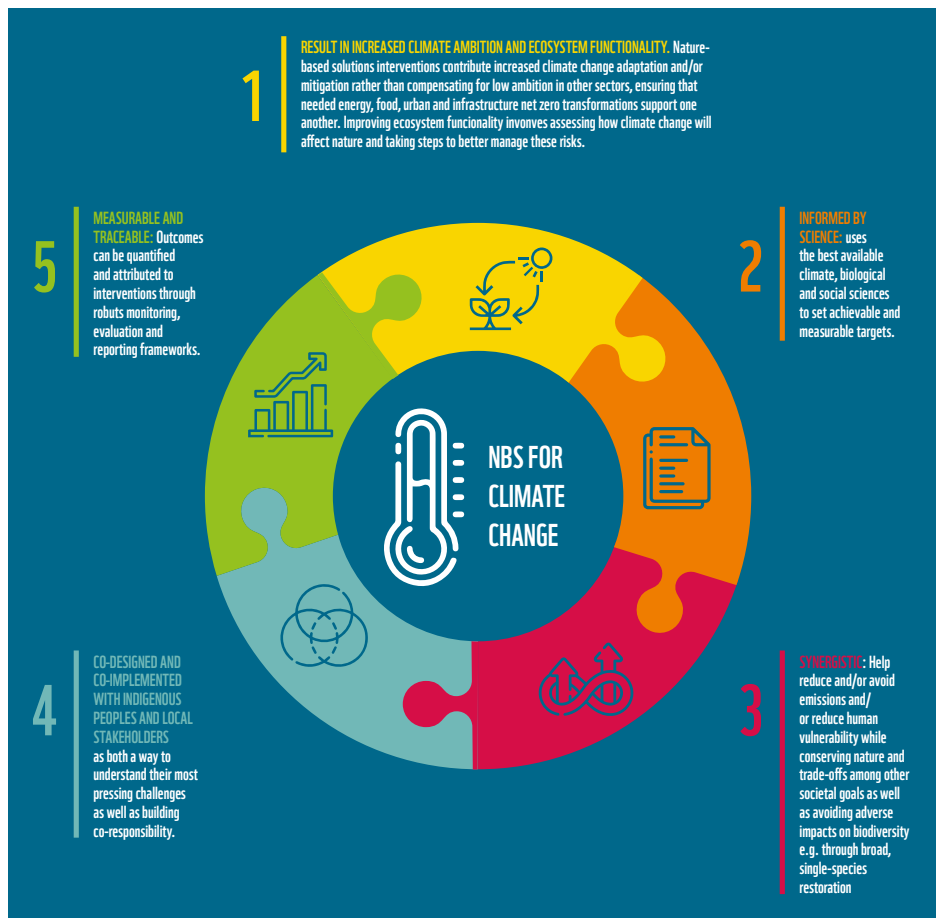 1
RESULT IN INCREASED CLIMATE AMBITION AND ECOSYSTEM FUNCTIONALITY. Nature-
based solutions interventions contribute increased climate change adaptation and/or
mitigation rather than compensating for low ambition in other sectors, ensuring that
needed energy, food, urban and infrastructure net zero transformations support one
another. Improving ecosystem funcionality invonves assessing how climate change will
affect nature and taking steps to better manage these risks.
2
INFORMED BY
SCIENCE: uses
the best available
climate, biological
and social sciences
to set achievable and
measurable targets.
3
SYNERGISTIC: Help
reduce and/or avoid
emissions and/
or reduce human
vulnerability while
conserving nature and
trade-offs among other
societal goals as well
as avoiding adverse
impacts on biodiversity
e.g. through broad,
single-species
restoration
4
CO-DESIGNED AND
CO-IMPLEMENTED
WITH INDIGENOUS
PEOPLES AND LOCAL
STAKEHOLDERS
as both a way to
understand their most
pressing challenges
as well as building
co-responsibility.
5
MEASURABLE AND
TRACEABLE: Outcomes
can be quantified
and attributed to
interventions through
robuts monitoring,
evaluation and
reporting frameworks.
NBS FOR
CLIMATE
CHANGE